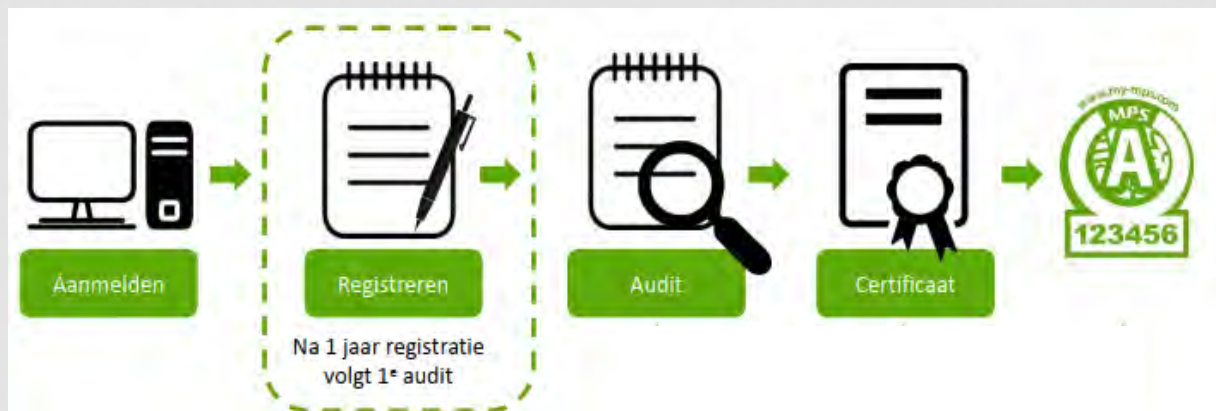 www.my-mps.com
MPS
A
123456
Aanmelden
Registreren
Audit
Certificaat
Na 1 jaar registratie
volgt 1e audit